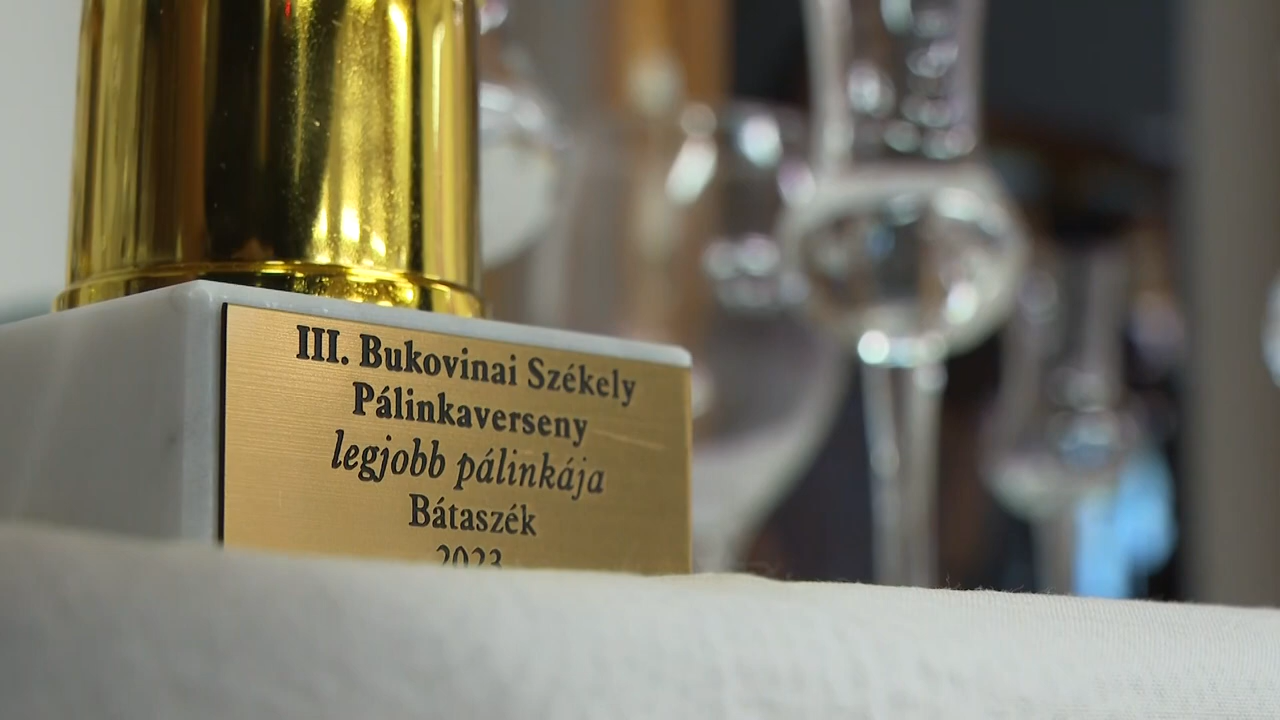 III. Bukovinai Székely
Pálinkaverseny
legjobb pálinkája
Bátaszék
2023